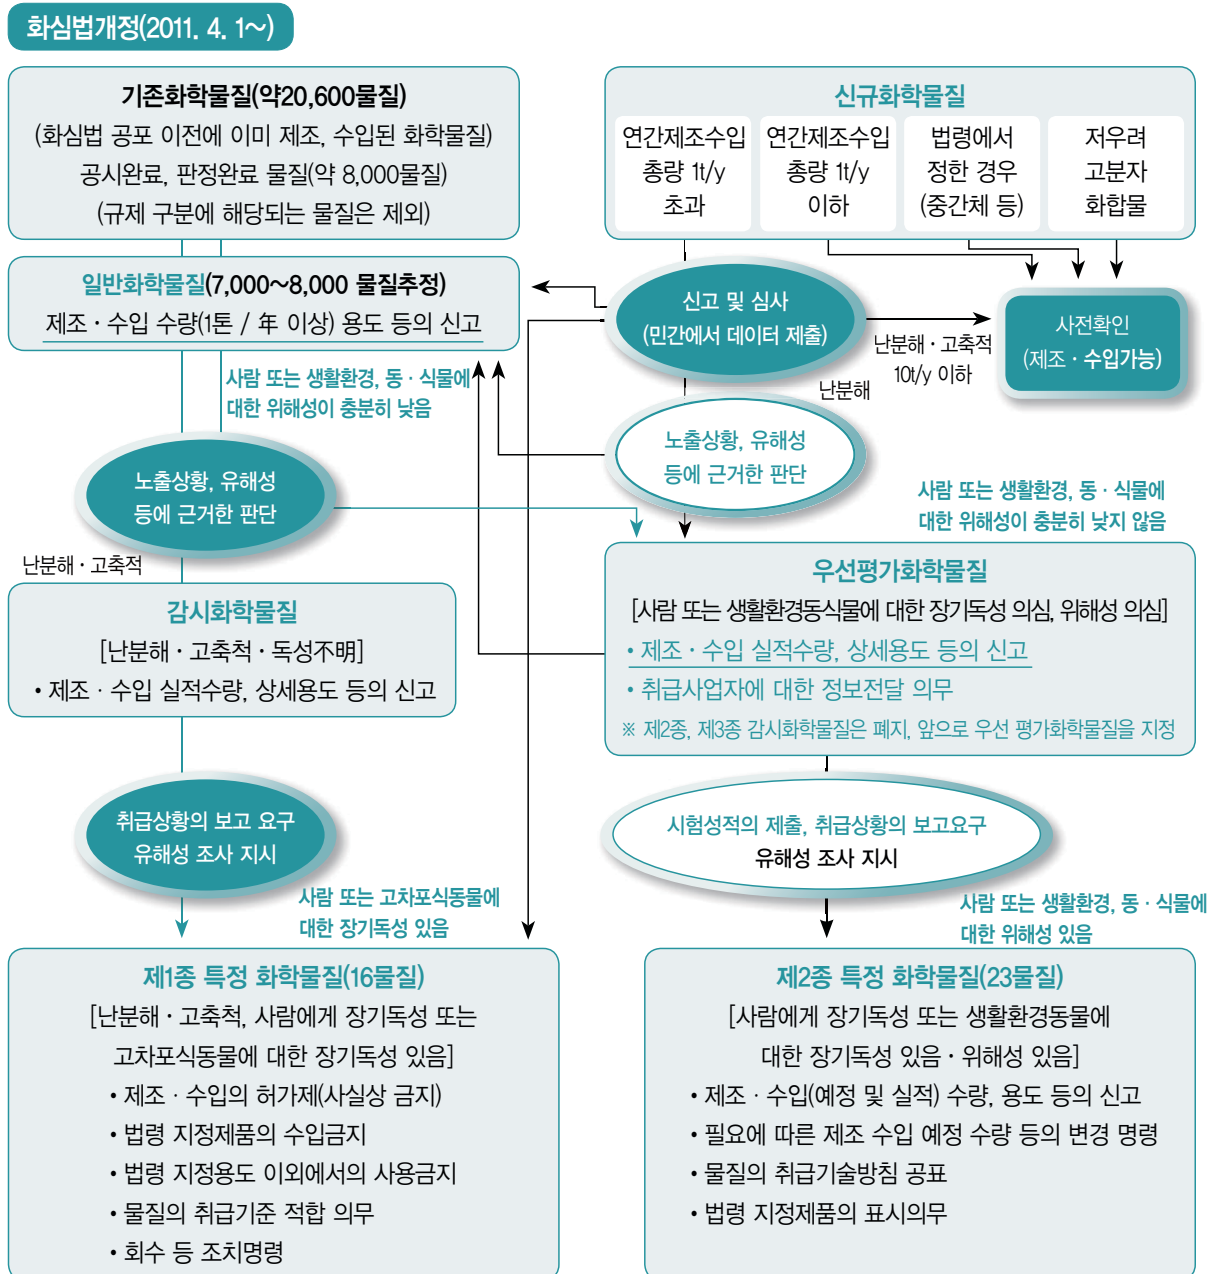 화심법개정(2011. 4. 1~)
기존화학물질(약20,600물질)
(화심법 공포 이전에 이미 제조, 수입된 화학물질)
공시완료, 판정완료 물질(약 8,000물질)
(규제 구분에 해당되는 물질은 제외)
신규화학물질
연간제조수입
총량 1t/y
초과
연간제조수입
총량 1t/y
이하
법령에서
정한 경우
(중간체 등)
저우려
고분자
화합물
일반화학물질(7,000~8,000 물질추정)
제조·수입 수량(1톤 / 年 이상) 용도 등의 신고
신고 및 심사
(민간에서 데이터 제출)
난분해·고축적
10t/y 이하
사전확인
(제조·수입가능)
난분해
사람 또는 생활환경, 동·식물에
대한 위해성이 충분히 낮음
노출상황, 유해성
등에 근거한 판단
노출상황, 유해성
등에 근거한 판단
사람 또는 생활환경, 동·식물에
대한 위해성이 충분히 낮지 않음
난분해·고축적
감시화학물질
[난분해·고축척·독성不明]
• 제조·수입 실적수량, 상세용도 등의 신고
우선평가화학물질
[사람 또는 생활환경동식물에 대한 장기독성 의심, 위해성 의심]
• 제조·수입 실적수량, 상세용도 등의 신고
• 취급사업자에 대한 정보전달 의무
※ 제2종, 제3종 감시화학물질은 폐지, 앞으로 우선 평가화학물질을 지정
취급상황의 보고 요구
유해성 조사 지시
시험성적의 제출, 취급상황의 보고요구
유해성 조사 지시
사람 또는 고차포식동물에
대한 장기독성 있음
사람 또는 생활환경, 동·식물에
대한 위해성 있음
제1종 특정 화학물질(16물질)
[난분해·고축척, 사람에게 장기독성 또는
고차포식동물에 대한 장기독성 있음]
• 제조·수입의 허가제(사실상 금지)
• 법령 지정제품의 수입금지
• 법령 지정용도 이외에서의 사용금지
• 물질의 취급기준 적합 의무
• 회수 등 조치명령
제2종 특정 화학물질(23물질)
[사람에게 장기독성 또는 생활환경동물에
대한 장기독성 있음·위해성 있음]
• 제조·수입(예정 및 실적) 수량, 용도 등의 신고
• 필요에 따른 제조 수입 예정 수량 등의 변경 명령
• 물질의 취급기술방침 공표
• 법령 지정제품의 표시의무